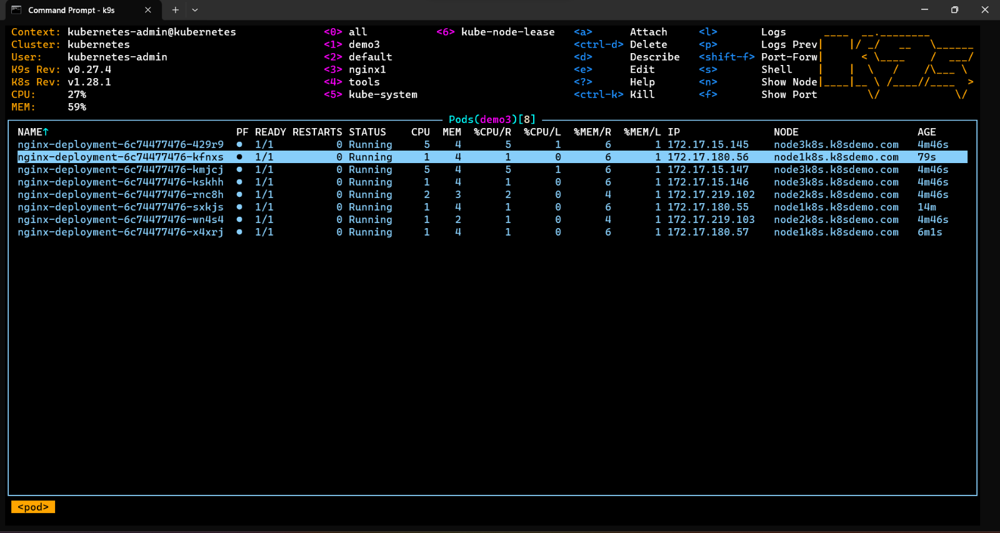 Command Prompt - k9s
Context: kubernetes-admin@kubernetes <0> all <6> kube-node-lease <a> Attach <l> Logs
Cluster: kubernetes <1> demo3 <ctrl-d> Delete <p> Logs Prev
User: kubernetes-admin <2> default <d> Describe <shift-f> Port-Forw
K9s Rev: v0.27.4 <3> nginx1 <e> Edit <s> Shell
K8s Rev: v1.28.1 <4> tools <?> Help <n> Show Node
CPU: 27% <5> kube-system <ctrl-k> Kill <f> Show Port
MEM: 59%
Pods(demo3)[8]
NAME↑ PF READY RESTARTS STATUS CPU MEM %CPU/R %CPU/L %MEM/R %MEM/L IP NODE AGE
nginx-deployment-6c74477476-429r9 ● 1/1 0 Running 5 4 5 1 6 1 172.17.15.145 node3k8s.k8sdemo.com 4m46s
nginx-deployment-6c74477476-kfnxs ● 1/1 0 Running 1 4 1 0 6 1 172.17.180.56 node1k8s.k8sdemo.com 79s
nginx-deployment-6c74477476-kmjcj ● 1/1 0 Running 5 4 5 1 6 1 172.17.15.147 node3k8s.k8sdemo.com 4m46s
nginx-deployment-6c74477476-kskhh ● 1/1 0 Running 1 4 1 0 6 1 172.17.15.146 node3k8s.k8sdemo.com 4m46s
nginx-deployment-6c74477476-rnc8h ● 1/1 0 Running 2 3 2 0 4 1 172.17.219.102 node2k8s.k8sdemo.com 4m46s
nginx-deployment-6c74477476-sxkjs ● 1/1 0 Running 1 4 1 0 6 1 172.17.180.55 node1k8s.k8sdemo.com 14m
nginx-deployment-6c74477476-wn4s4 ● 1/1 0 Running 1 2 1 0 4 1 172.17.219.103 node2k8s.k8sdemo.com 4m46s
nginx-deployment-6c74477476-x4xrj ● 1/1 0 Running 1 4 1 0 6 1 172.17.180.57 node1k8s.k8sdemo.com 6m1s
<pod>